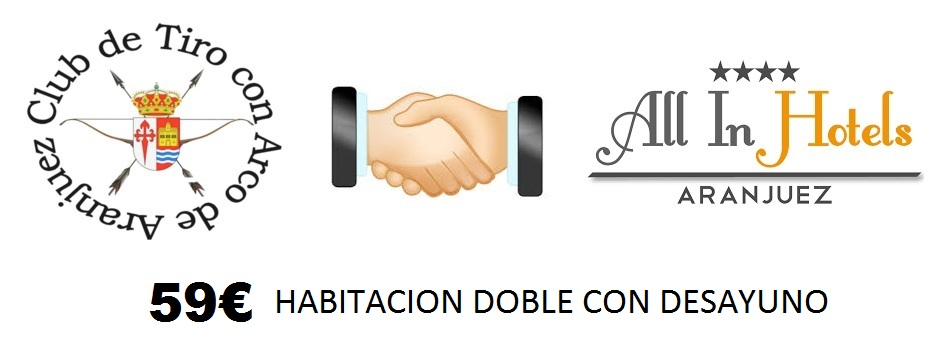 Club de Tiro con Arco de Aranjuez
★★★★
All In Hotels
ARANJUEZ
59€ HABITACION DOBLE CON DESAYUNO